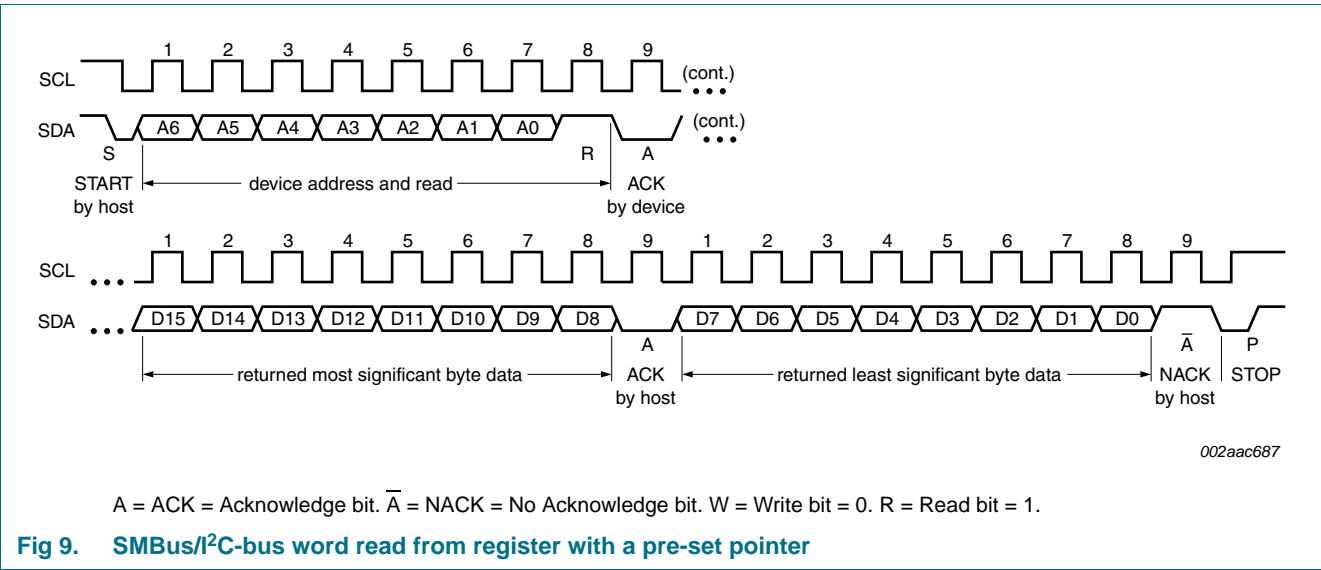 1 2 3 4 5 6 7 8 9
SCL (cont.)
SDA A6 A5 A4 A3 A2 A1 A0 (cont.)
S R A
START device address and read ACK
by host by device
1 2 3 4 5 6 7 8 9 1 2 3 4 5 6 7 8 9
SCL
SDA D15 D14 D13 D12 D11 D10 D9 D8 D7 D6 D5 D4 D3 D2 D1 D0
A A̅ P
returned most significant byte data ACK returned least significant byte data NACK STOP
by host by host
002aac687
A = ACK = Acknowledge bit. A̅ = NACK = No Acknowledge bit. W = Write bit = 0. R = Read bit = 1.
Fig 9. SMBus/I²C-bus word read from register with a pre-set pointer